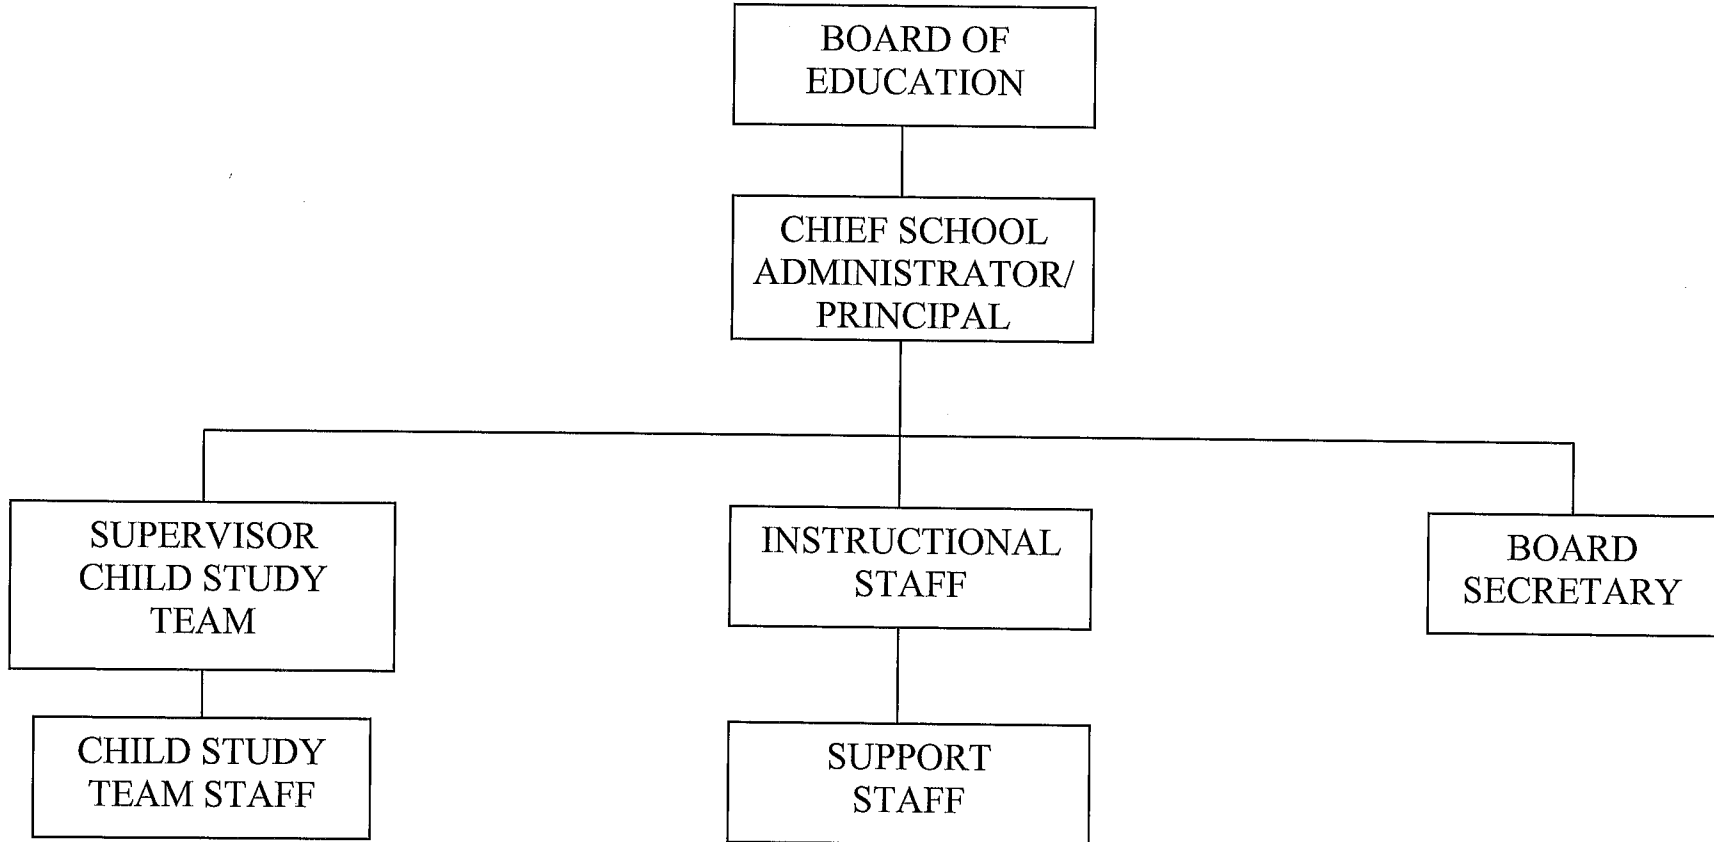 BOARD OF
EDUCATION
CHIEF SCHOOL
ADMINISTRATOR/
PRINCIPAL
SUPERVISOR
CHILD STUDY
TEAM
INSTRUCTIONAL
STAFF
BOARD
SECRETARY
CHILD STUDY
TEAM STAFF
SUPPORT
STAFF